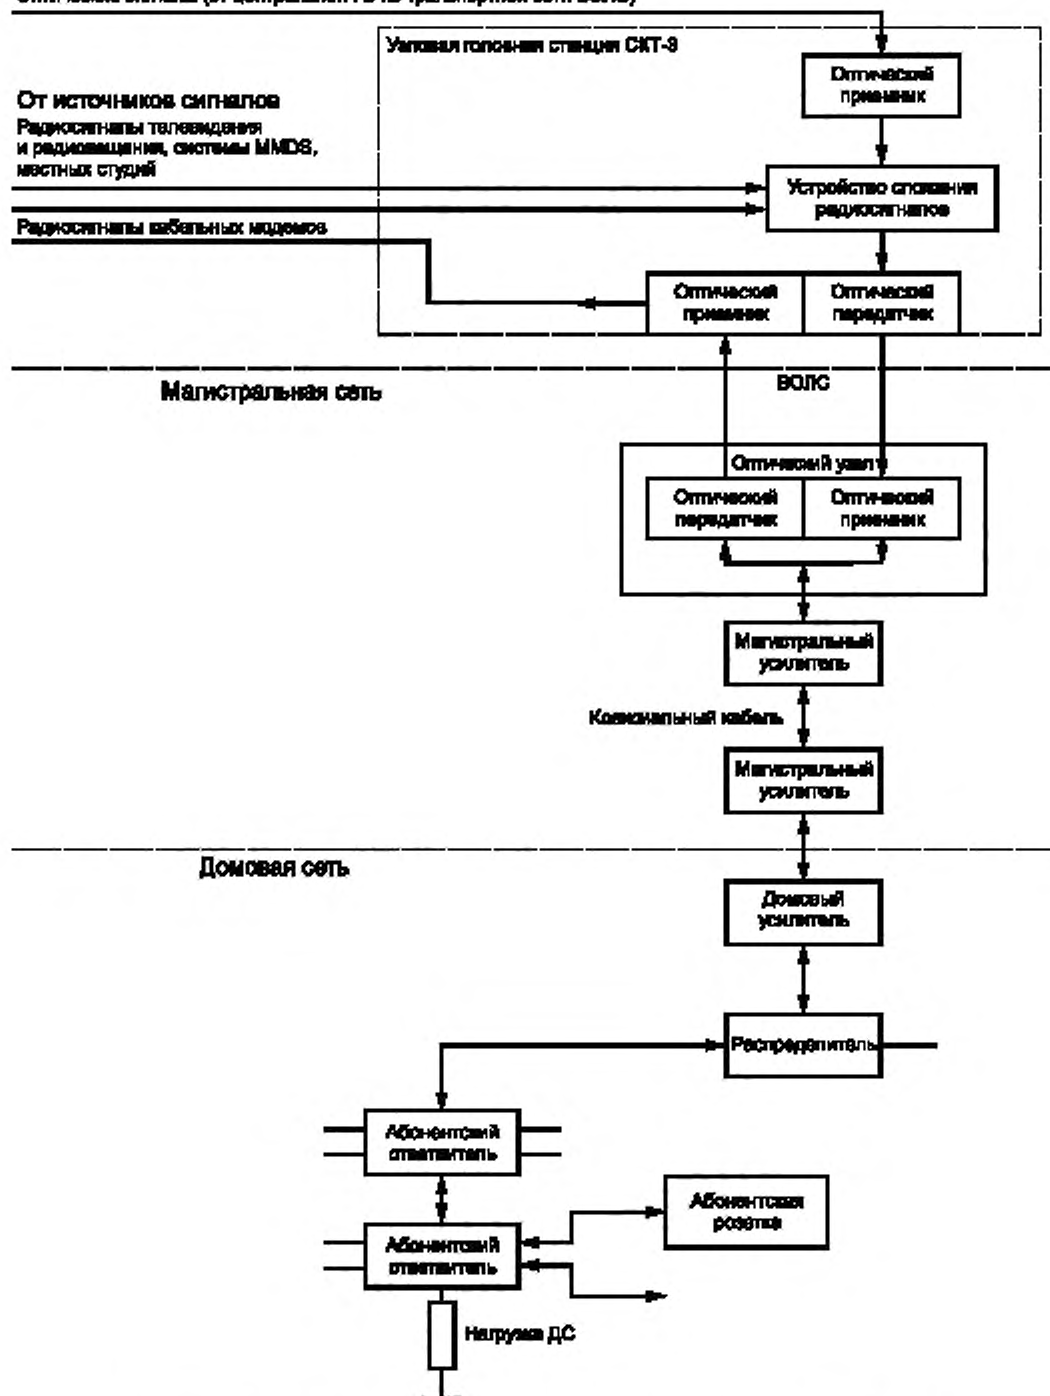 Узловая головная станция СКТ-3
Оптический
приемник
От источников сигналов
Радиосигналы телевидения
и радиовещания, системы MMDS,
местных студий
Устройство сложения
радиосигналов
Радиосигналы кабельных модемов
Оптический
приемник
Оптический
передатчик
ВОЛС
Магистральная сеть
Оптический узел
Оптический
передатчик
Оптический
приемник
Магистральный
усилитель
Коаксиальный кабель
Магистральный
усилитель
Домовая сеть
Домовый
усилитель
Распределитель
Абонентский
ответвитель
Абонентская
розетка
Абонентский
ответвитель
Нагрузка ДС